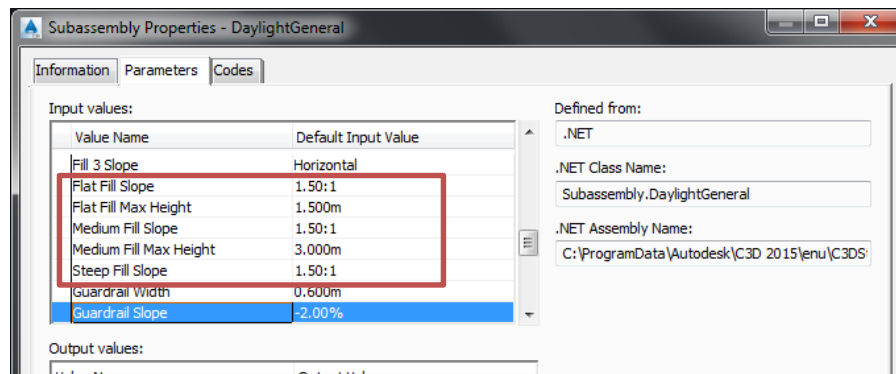 Subassembly Properties - DaylightGeneral
Information Parameters Codes
Input values:
Value Name Default Input Value
Fill 3 Slope Horizontal
Flat Fill Slope 1.50:1
Flat Fill Max Height 1.500m
Medium Fill Slope 1.50:1
Medium Fill Max Height 3.000m
Steep Fill Slope 1.50:1
Guardrail Width 0.600m
Guardrail Slope -2.00%
Output values:
Defined from:
.NET
.NET Class Name:
Subassembly.DaylightGeneral
.NET Assembly Name:
C:\ProgramData\Autodesk\C3D 2015\enu\C3DS